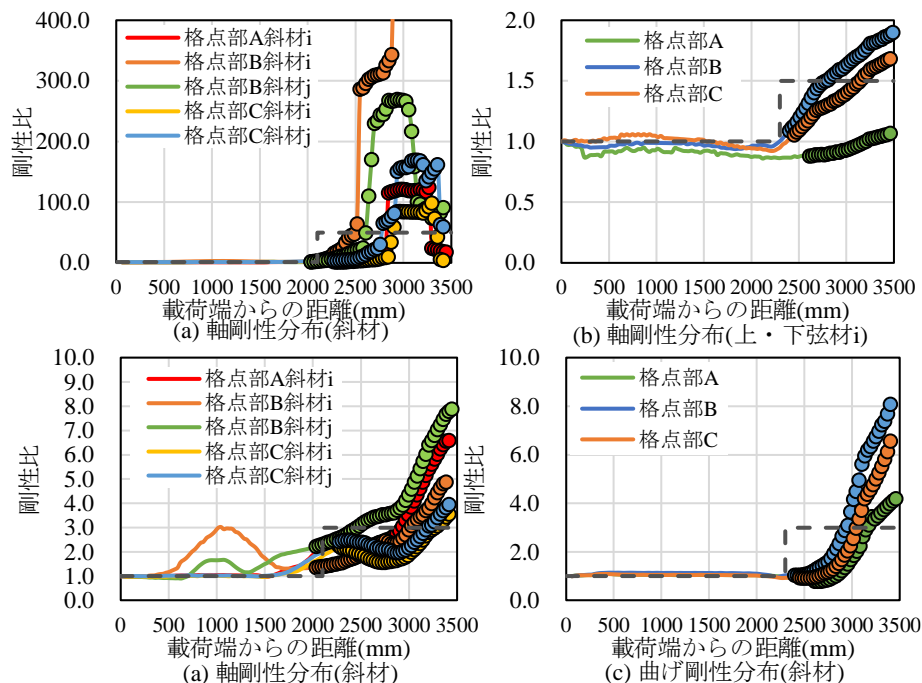 400.0
300.0
200.0
100.0
0.0
剛性比
格点部A斜材i
格点部B斜材i
格点部B斜材j
格点部C斜材i
格点部C斜材j
0 500 1000 1500 2000 2500 3000 3500
載荷端からの距離(mm)
(a) 軸剛性分布(斜材)
2.0
1.5
1.0
0.5
0.0
剛性比
格点部A
格点部B
格点部C
0 500 1000 1500 2000 2500 3000 3500
載荷端からの距離(mm)
(b) 軸剛性分布(上・下弦材i)
10.0
9.0
8.0
7.0
6.0
5.0
4.0
3.0
2.0
1.0
0.0
剛性比
格点部A斜材i
格点部B斜材i
格点部B斜材j
格点部C斜材i
格点部C斜材j
0 500 1000 1500 2000 2500 3000 3500
載荷端からの距離(mm)
(a) 軸剛性分布(斜材)
10.0
8.0
6.0
4.0
2.0
0.0
剛性比
格点部A
格点部B
格点部C
0 500 1000 1500 2000 2500 3000 3500
載荷端からの距離(mm)
(c) 曲げ剛性分布(斜材)